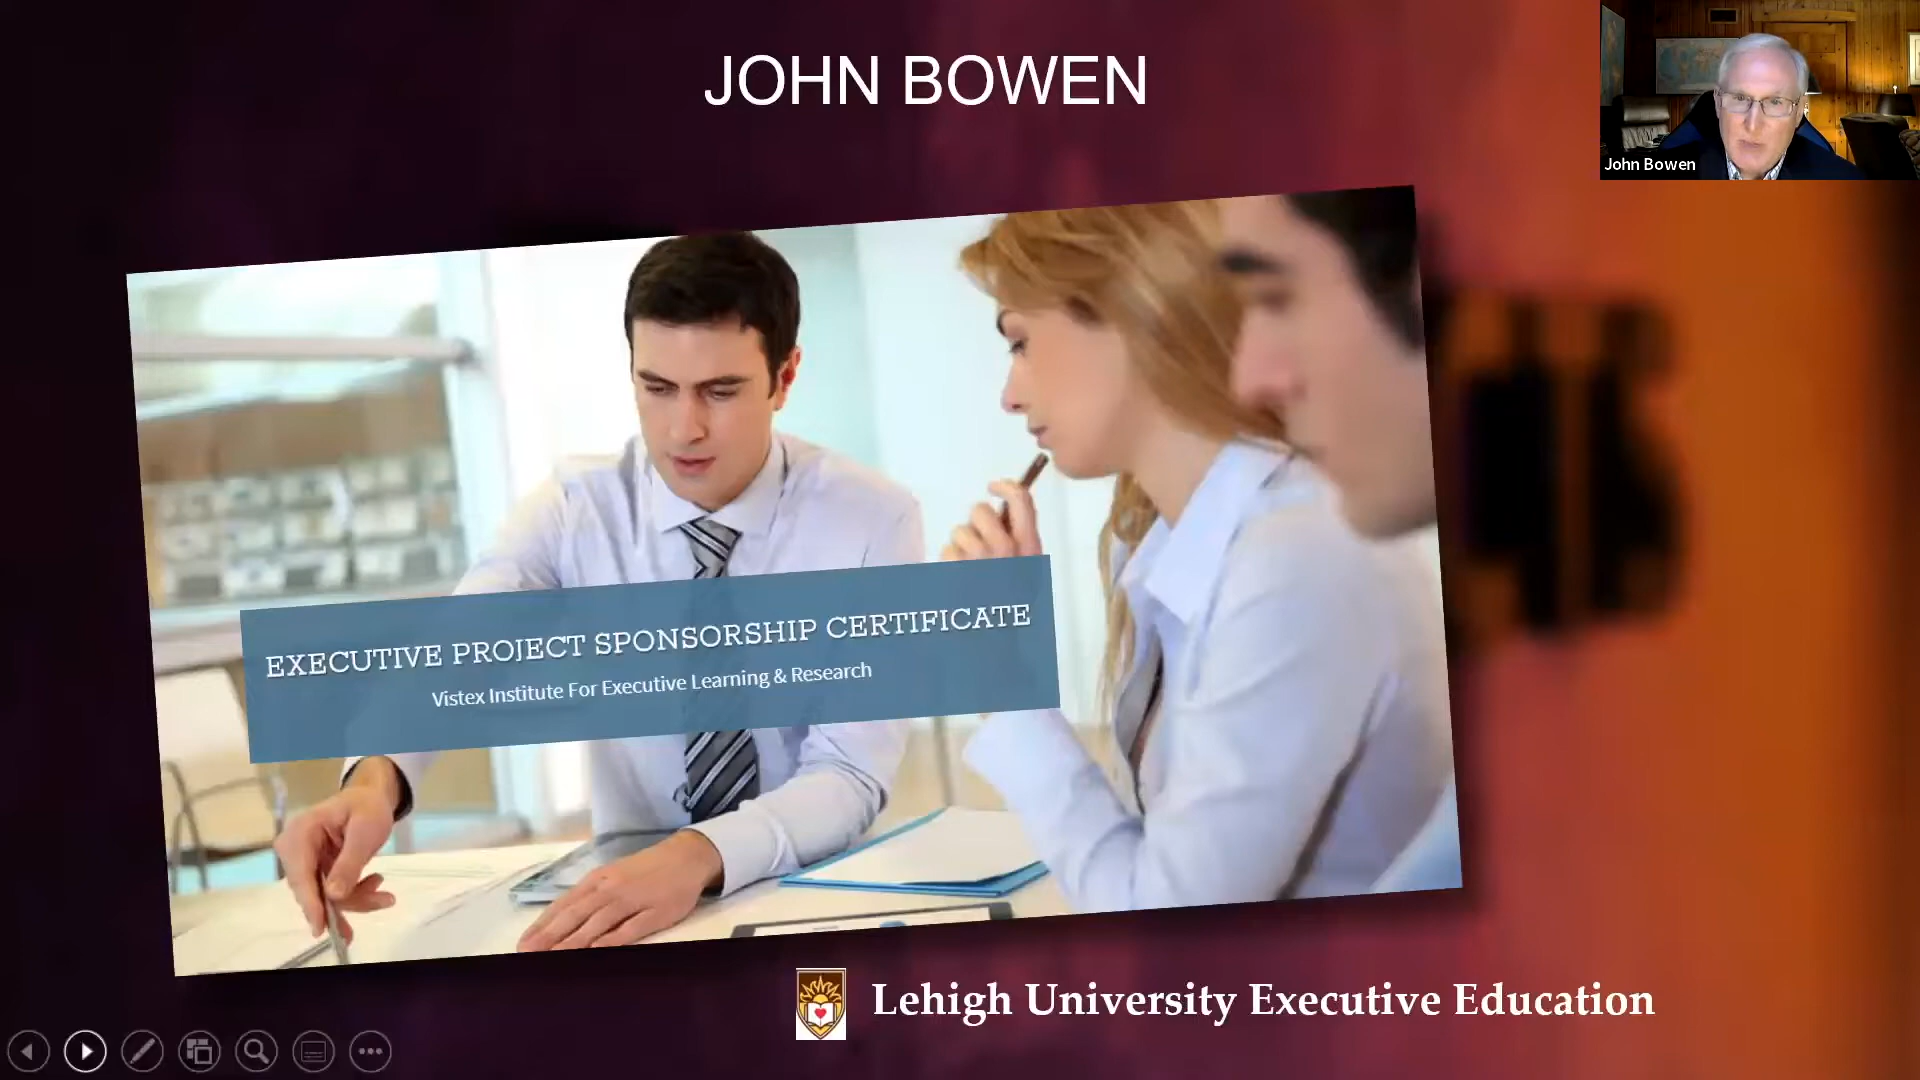 JOHN BOWEN
John Bowen
EXECUTIVE PROJECT SPONSORSHIP CERTIFICATE
Vistex Institute For Executive Learning & Research
Lehigh University Executive Education